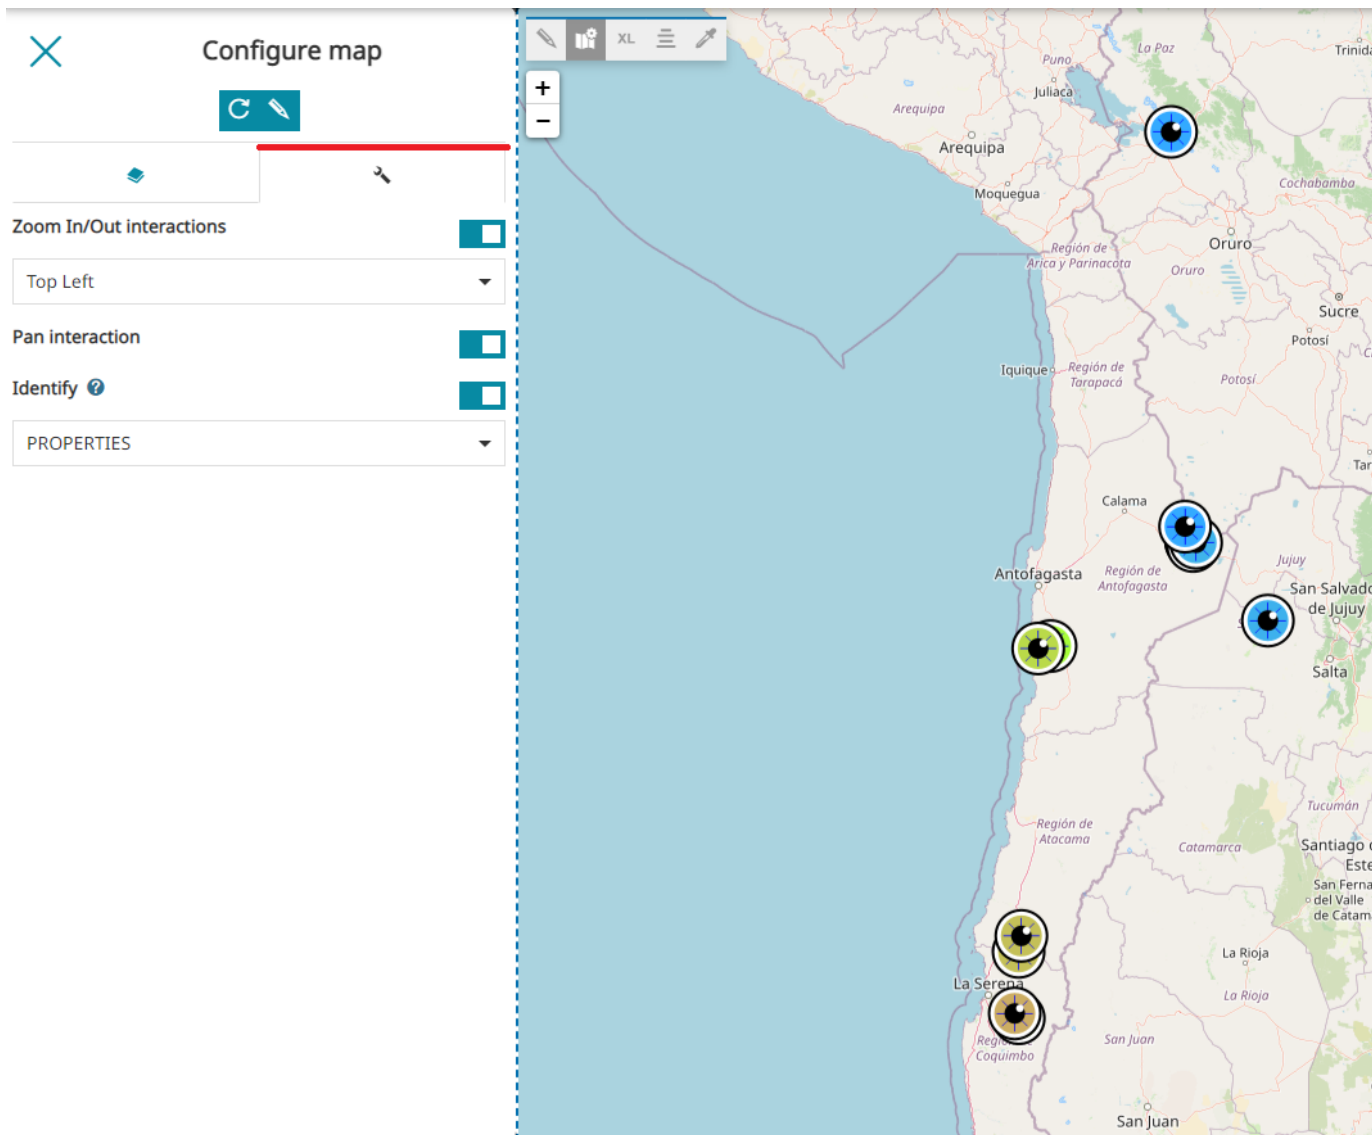 Configure map
Zoom In/Out interactions
Top Left
Pan interaction
Identify ?
PROPERTIES
XL
+
−
La Paz
Puno
Juliaca
Arequipa
Arequipa
Moquegua
Cochabamba
Oruro
Región de
Arica y Parinacota
Oruro
Sucre
Potosí
Iquique
Región de
Tarapacá
Potosí
Calama
Antofagasta
Región de
Antofagasta
Jujuy
San Salvado
de Jujuy
Salta
Tucumán
Región de
Atacama
Catamarca
Santiago
Este
San Ferna
del Valle
de Catam
La Rioja
La Serena
La Rioja
Coquimbo
San Juan
San Juan